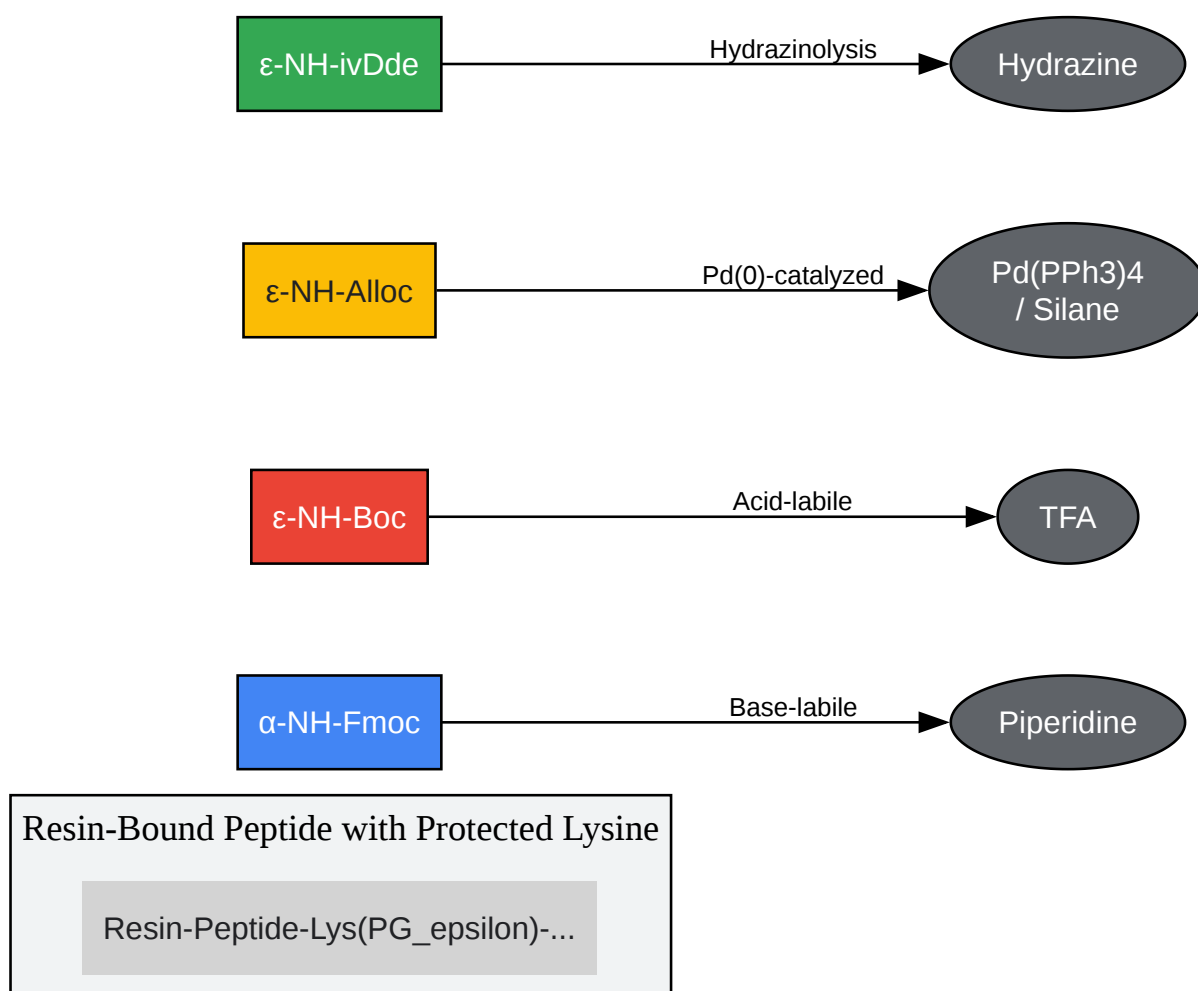 ε-NH-ivDde
Hydrazinolysis
Hydrazine
ε-NH-Alloc
Pd(0)-catalyzed
Pd(PPh3)4
/ Silane
ε-NH-Boc
Acid-labile
TFA
α-NH-Fmoc
Base-labile
Piperidine
Resin-Bound Peptide with Protected Lysine
Resin-Peptide-Lys(PG_epsilon)-...